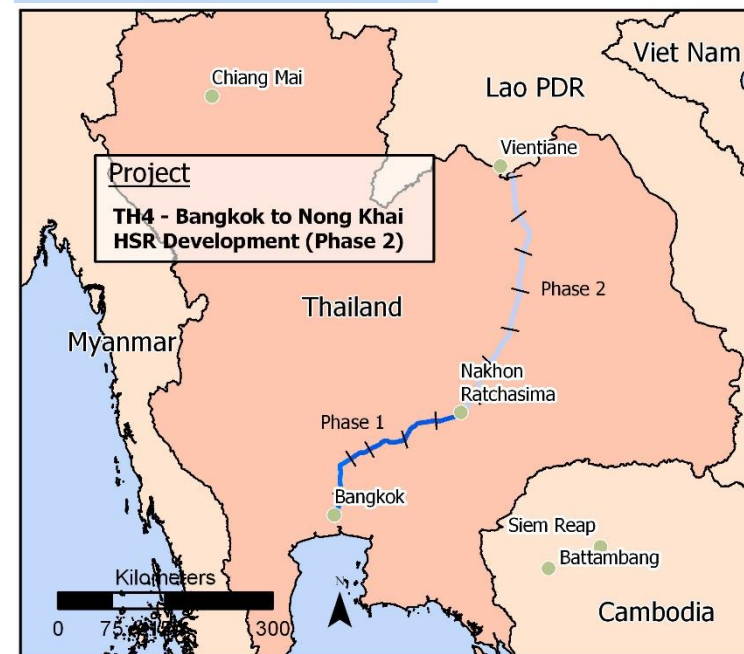 Chiang Mai
Viet Nam
Lao PDR
Vientiane
Project
TH4 - Bangkok to Nong Khai
HSR Development (Phase 2)
Thailand
Phase 2
Myanmar
Nakhon
Ratchasima
Phase 1
Bangkok
Siem Reap
Battambang
Kilometers
N
0 75 300
Cambodia